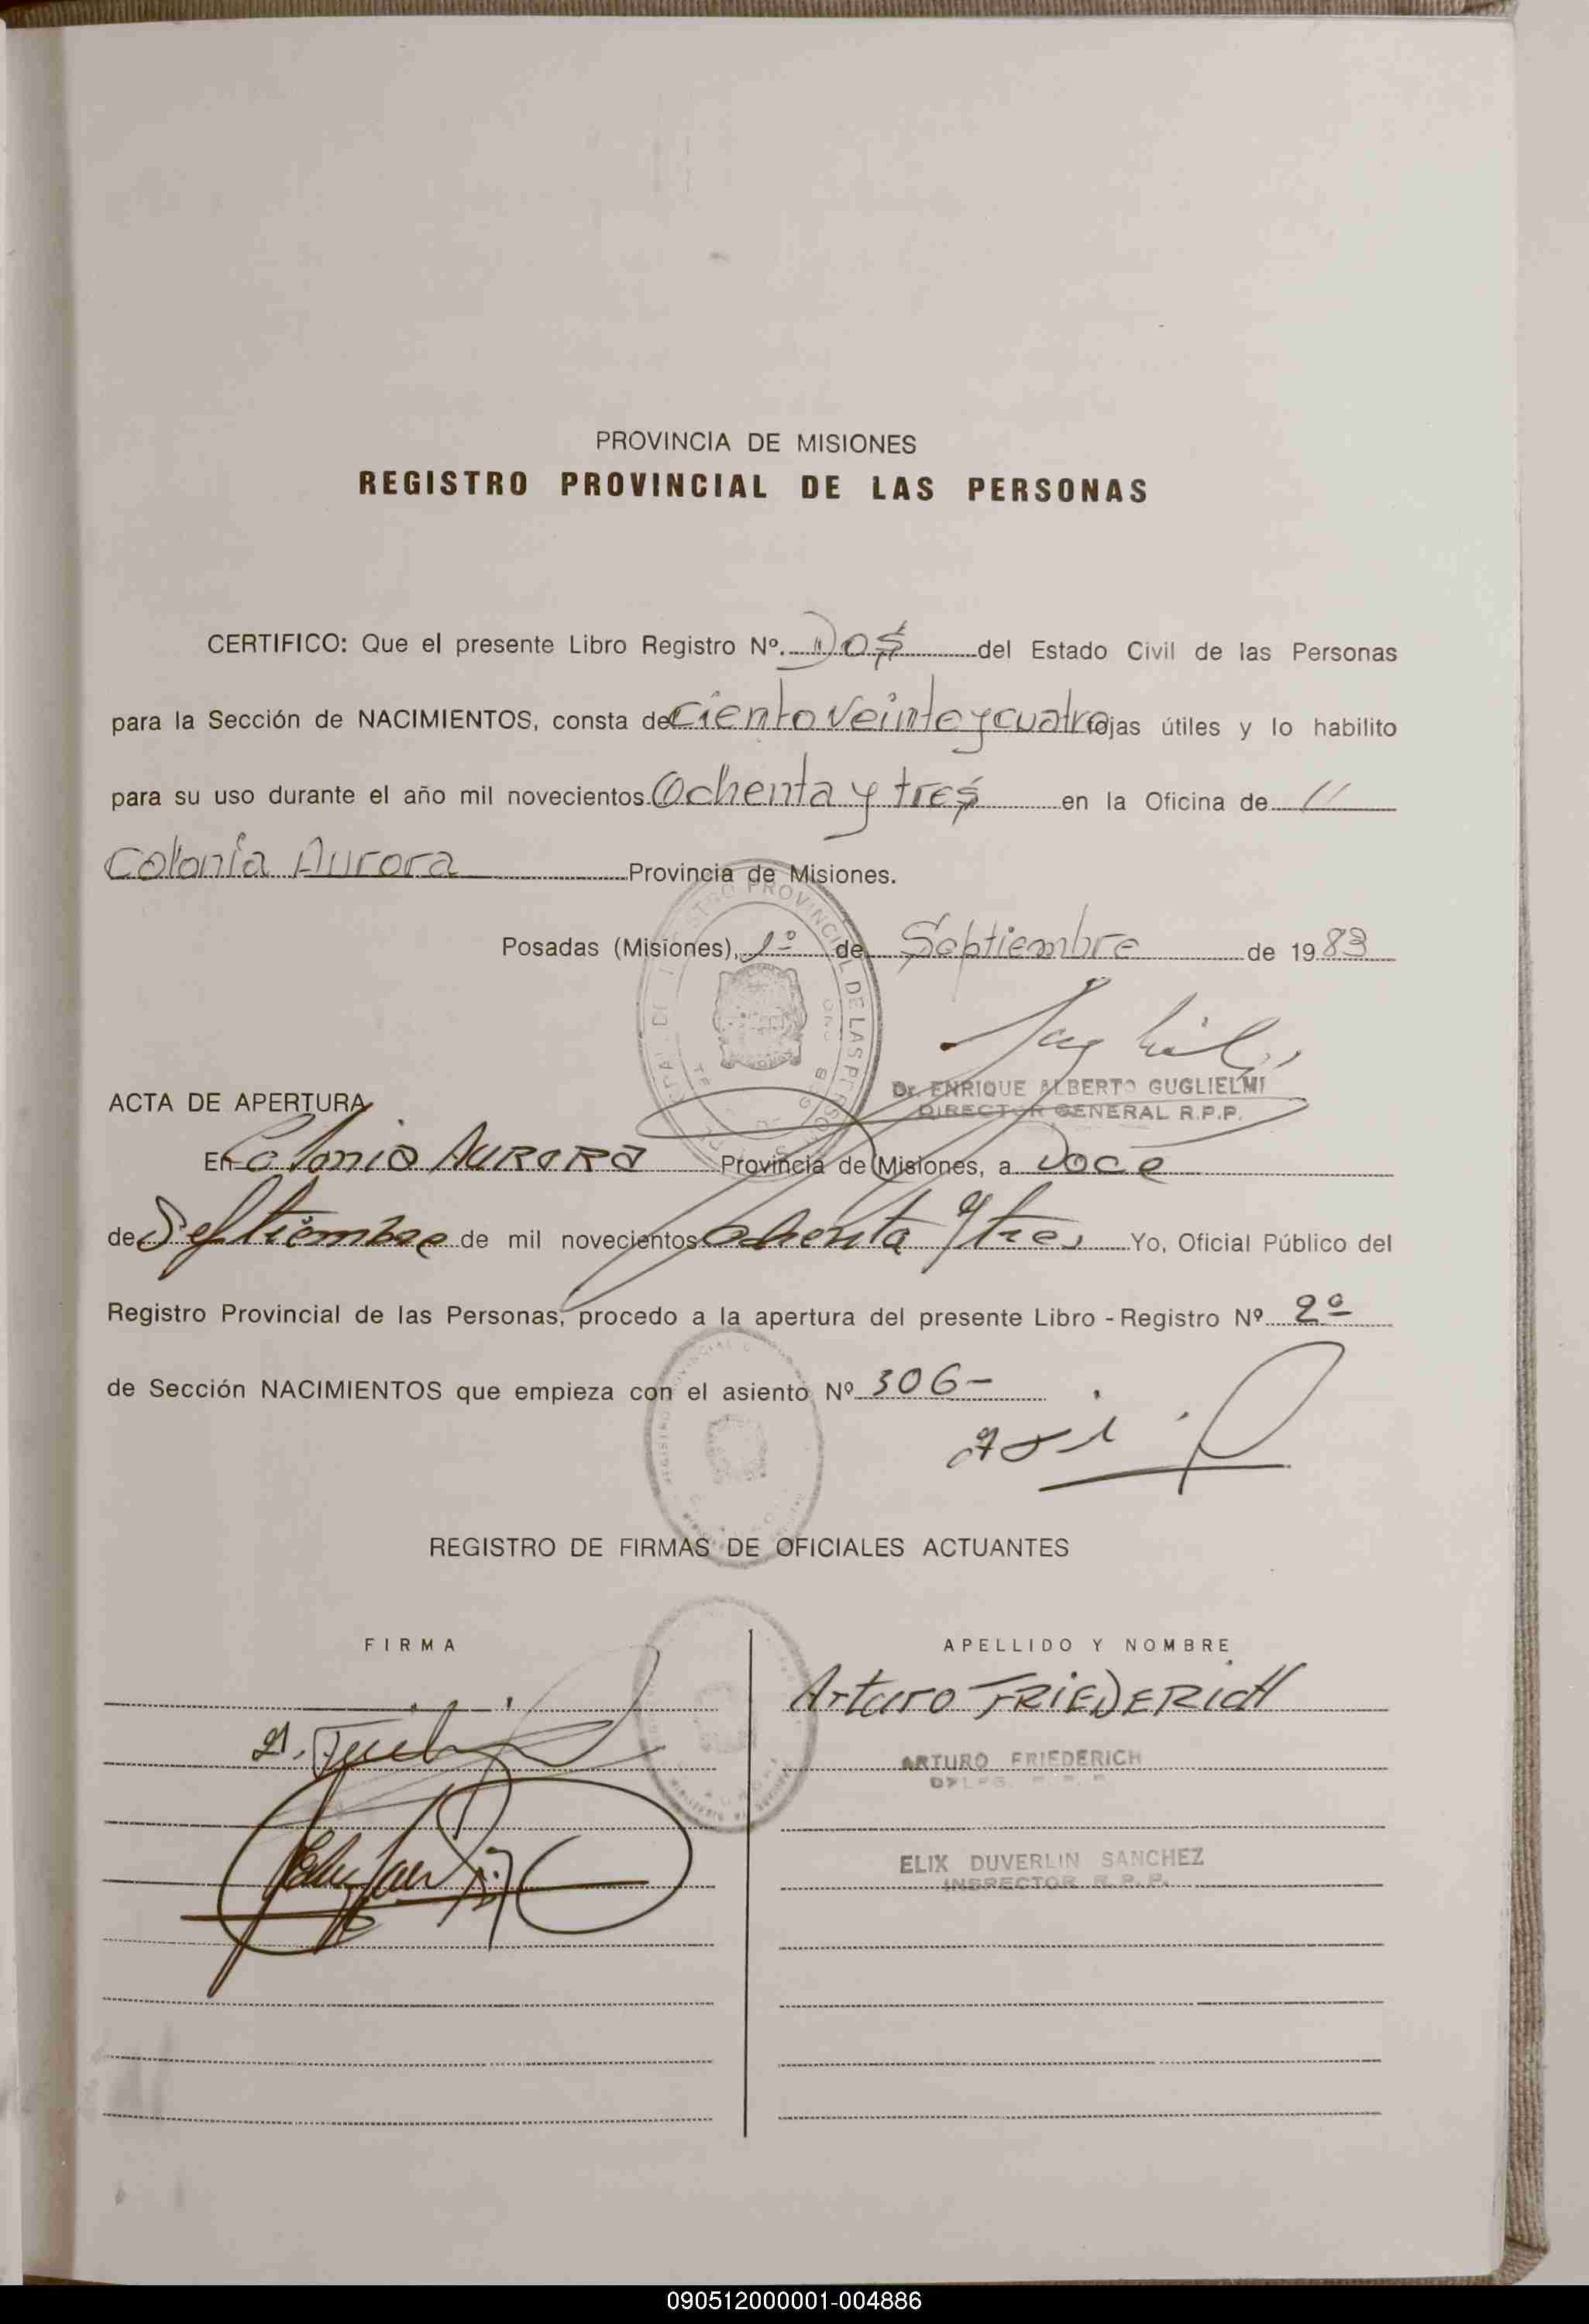 PROVINCIA DE MISIONES
REGISTRO PROVINCIAL DE LAS PERSONAS
CERTIFICO: Que el presente Libro Registro Nº. "DOS del Estado Civil de las Personas
para la Sección de NACIMIENTOS, consta de ciento veinte y cuatro fojas útiles y lo habilito
para su uso durante el año mil novecientos Ochenta y tres en la Oficina de //
Colonia Aurora Provincia de Misiones.
Posadas (Misiones), 1º de Septiembre de 1983
Dr. ENRIQUE ALBERTO GUGLIELMI
DIRECTOR GENERAL R.P.P.
ACTA DE APERTURA
En Colonia AURORA Provincia de Misiones, a Doce
de Septiembre de mil novecientos Ochenta y tres Yo, Oficial Público del
Registro Provincial de las Personas, procedo a la apertura del presente Libro - Registro Nº 2º
de Sección NACIMIENTOS que empieza con el asiento Nº 306-
REGISTRO DE FIRMAS DE OFICIALES ACTUANTES
FIRMA APELLIDO Y NOMBRE
Arturo FRIEDERICH
ARTURO FRIEDERICH
ELIX DUVERLIN SANCHEZ
INSPECTOR R.P.P.
090512000001-004886